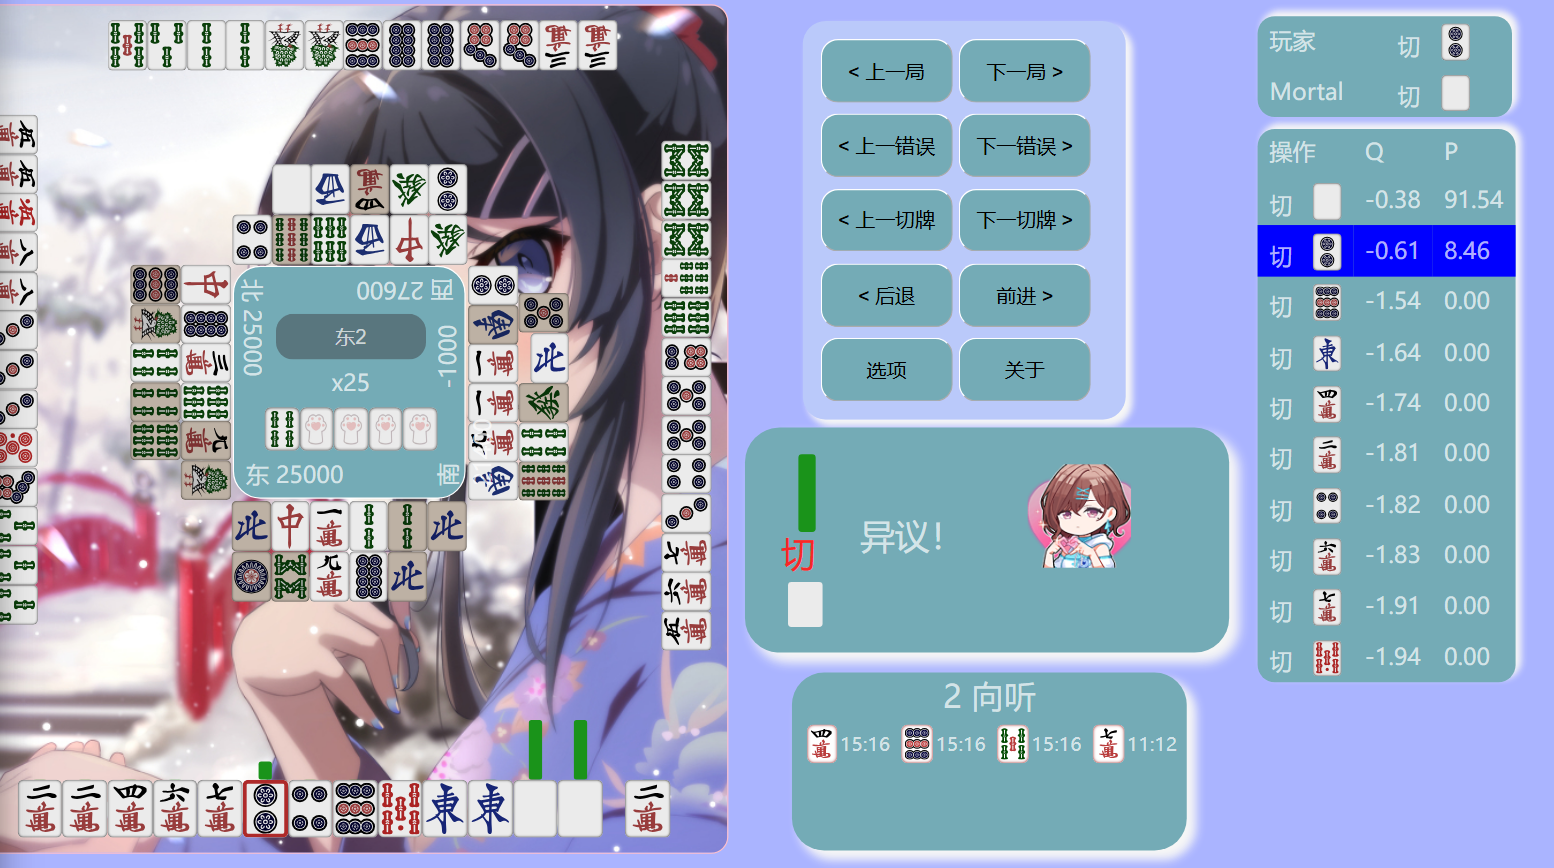 < 上一局
下一局 >
< 上一错误
下一错误 >
< 上一切牌
下一切牌 >
< 后退
前进 >
选项
关于
玩家 切
Mortal 切
操作 Q P
切 -0.38 91.54
切 -0.61 8.46
切 -1.54 0.00
切 -1.64 0.00
切 -1.74 0.00
切 -1.81 0.00
切 -1.82 0.00
切 -1.83 0.00
切 -1.91 0.00
切 -1.94 0.00
西 27600
北 25000
东2
x25
-1000
东 25000
南
切
异议！
2 向听
15:16 15:16 15:16 11:12